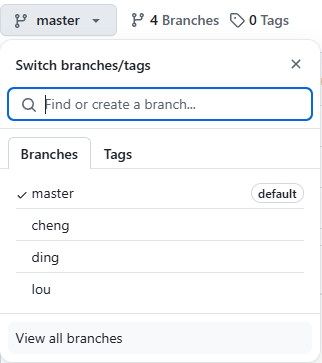 master 4 Branches 0 Tags
Switch branches/tags
Find or create a branch...
Branches Tags
master default
cheng
ding
lou
View all branches